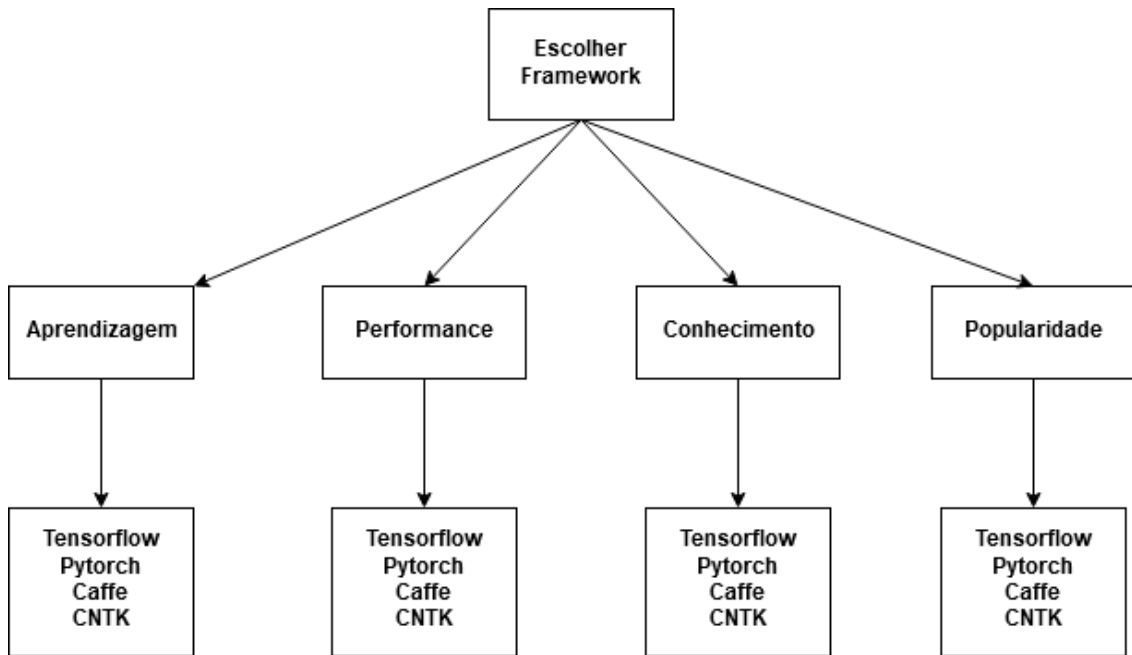 Escolher
Framework
Aprendizagem
Performance
Conhecimento
Popularidade
Tensorflow
Pytorch
Caffe
CNTK
Tensorflow
Pytorch
Caffe
CNTK
Tensorflow
Pytorch
Caffe
CNTK
Tensorflow
Pytorch
Caffe
CNTK